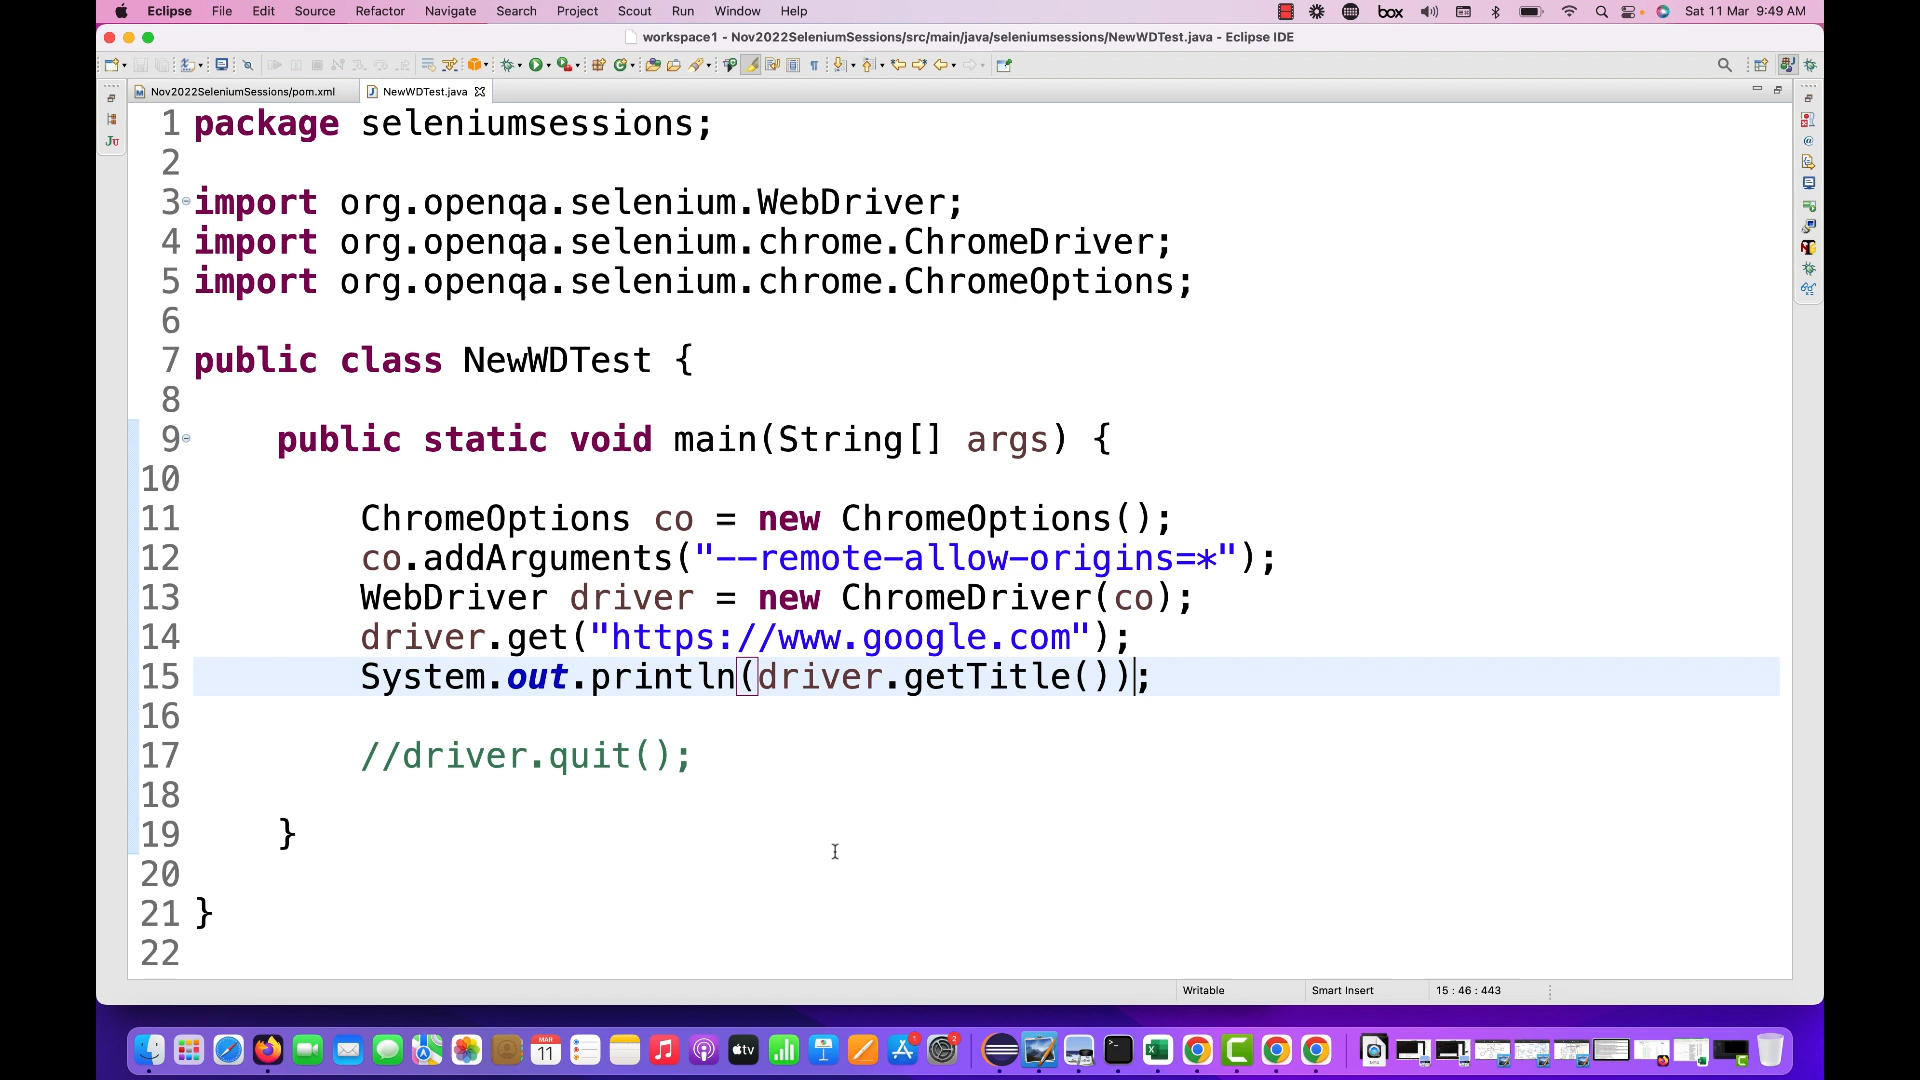 Eclipse File Edit Source Refactor Navigate Search Project Scout Run Window Help box Sat 11 Mar 9:49 AM
workspace1 - Nov2022SeleniumSessions/src/main/java/seleniumsessions/NewWDTest.java - Eclipse IDE
Nov2022SeleniumSessions/pom.xml NewWDTest.java
1 package seleniumsessions;
2
3 import org.openqa.selenium.WebDriver;
4 import org.openqa.selenium.chrome.ChromeDriver;
5 import org.openqa.selenium.chrome.ChromeOptions;
6
7 public class NewWDTest {
8
9 public static void main(String[] args) {
10
11 ChromeOptions co = new ChromeOptions();
12 co.addArguments("--remote-allow-origins=*");
13 WebDriver driver = new ChromeDriver(co);
14 driver.get("https://www.google.com");
15 System.out.println(driver.getTitle());
16
17 //driver.quit();
18
19 }
20
21 }
22
Writable Smart Insert 15 : 46 : 443
MAR
11
tv
1
2